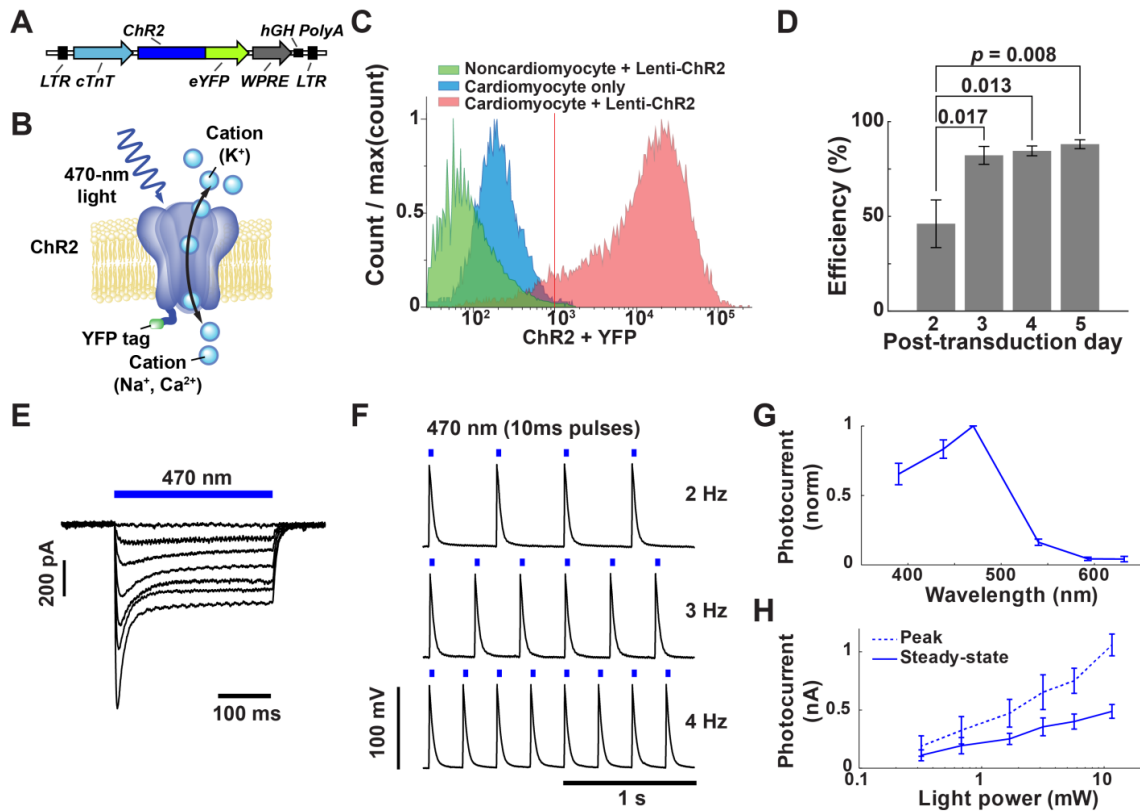 A
ChR2
hGH PolyA
LTR cTnT
eYFP
WPRE
LTR
B
Cation
(K⁺)
470-nm
light
ChR2
YFP tag
Cation
(Na⁺, Ca²⁺)
C
Noncardiomyocyte + Lenti-ChR2
Cardiomyocyte only
Cardiomyocyte + Lenti-ChR2
Count / max(count)
1
0.5
0
10²
10³
10⁴
10⁵
ChR2 + YFP
D
p = 0.008
0.013
0.017
Efficiency (%)
100
50
0
2 3 4 5
Post-transduction day
E
470 nm
200 pA
100 ms
F
470 nm (10ms pulses)
2 Hz
3 Hz
4 Hz
100 mV
1 s
G
Photocurrent
(norm)
1
0.5
0
400 500 600
Wavelength (nm)
H
Peak
Steady-state
Photocurrent
(nA)
1
0.5
0
0.1 1 10
Light power (mW)